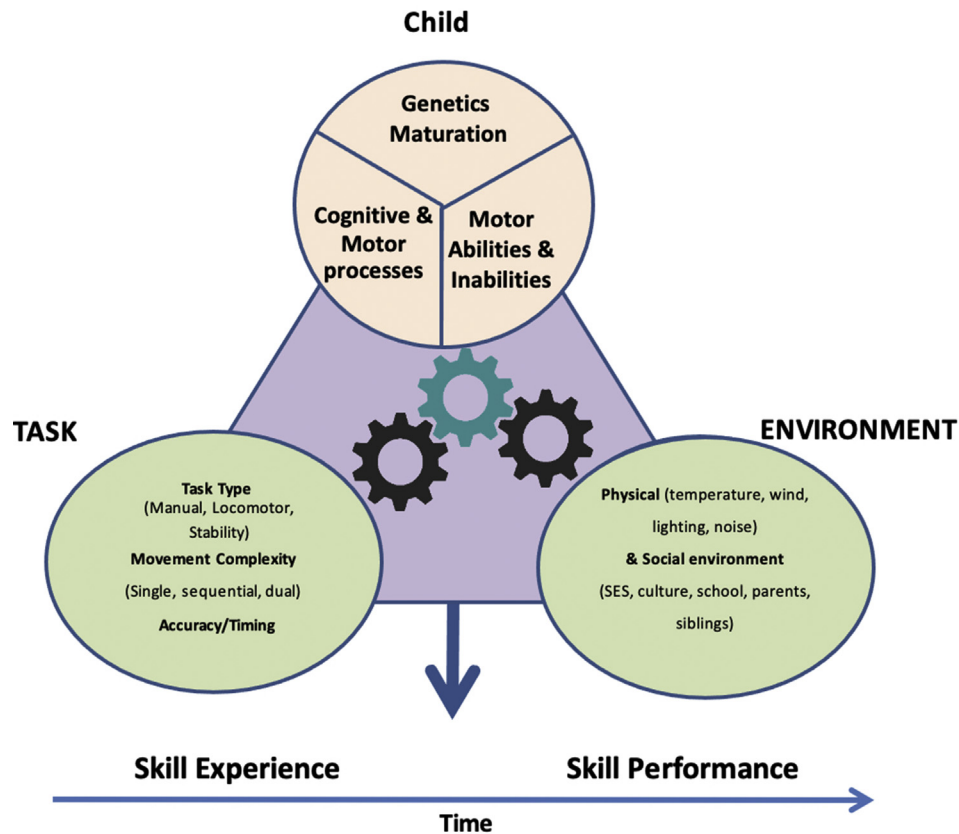 Child
Genetics
Maturation
Cognitive &
Motor
processes
Motor
Abilities &
Inabilities
TASK
Task Type
(Manual, Locomotor,
Stability)
Movement Complexity
(Single, sequential, dual)
Accuracy/Timing
ENVIRONMENT
Physical (temperature, wind,
lighting, noise)
& Social environment
(SES, culture, school, parents,
siblings)
Skill Experience
Skill Performance
Time